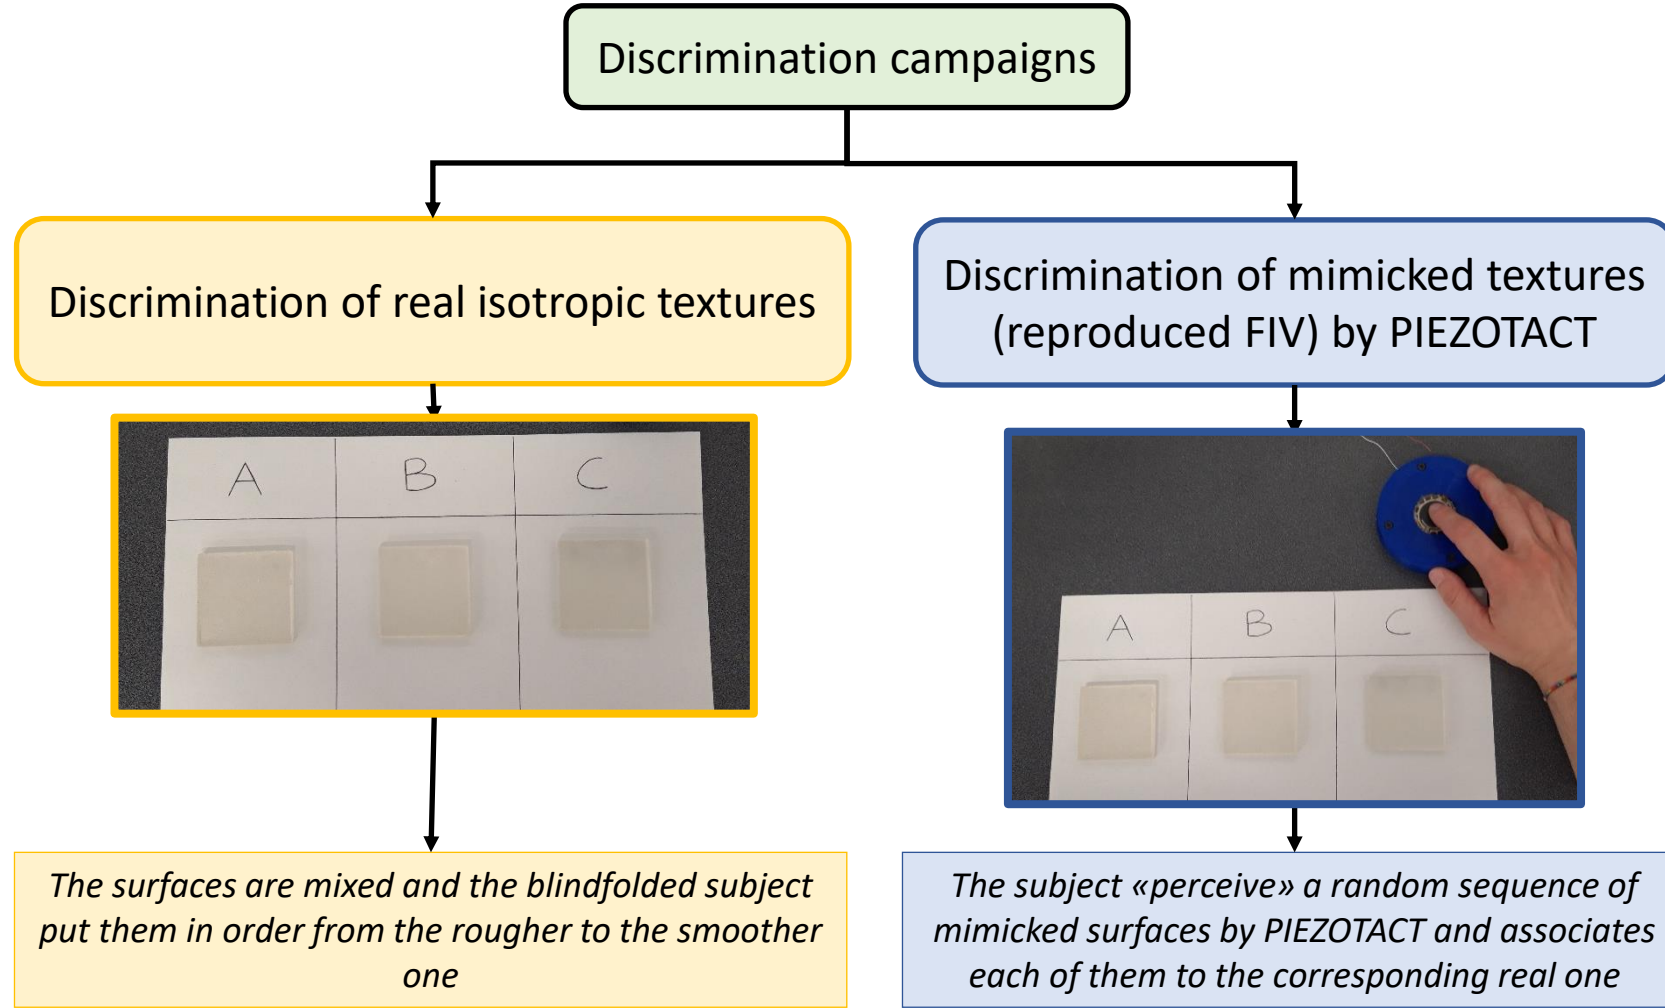 Discrimination campaigns
Discrimination of real isotropic textures
Discrimination of mimicked textures
(reproduced FIV) by PIEZOTACT
A B C
A B C
The surfaces are mixed and the blindfolded subject
put them in order from the rougher to the smoother
one
The subject «perceive» a random sequence of
mimicked surfaces by PIEZOTACT and associates
each of them to the corresponding real one